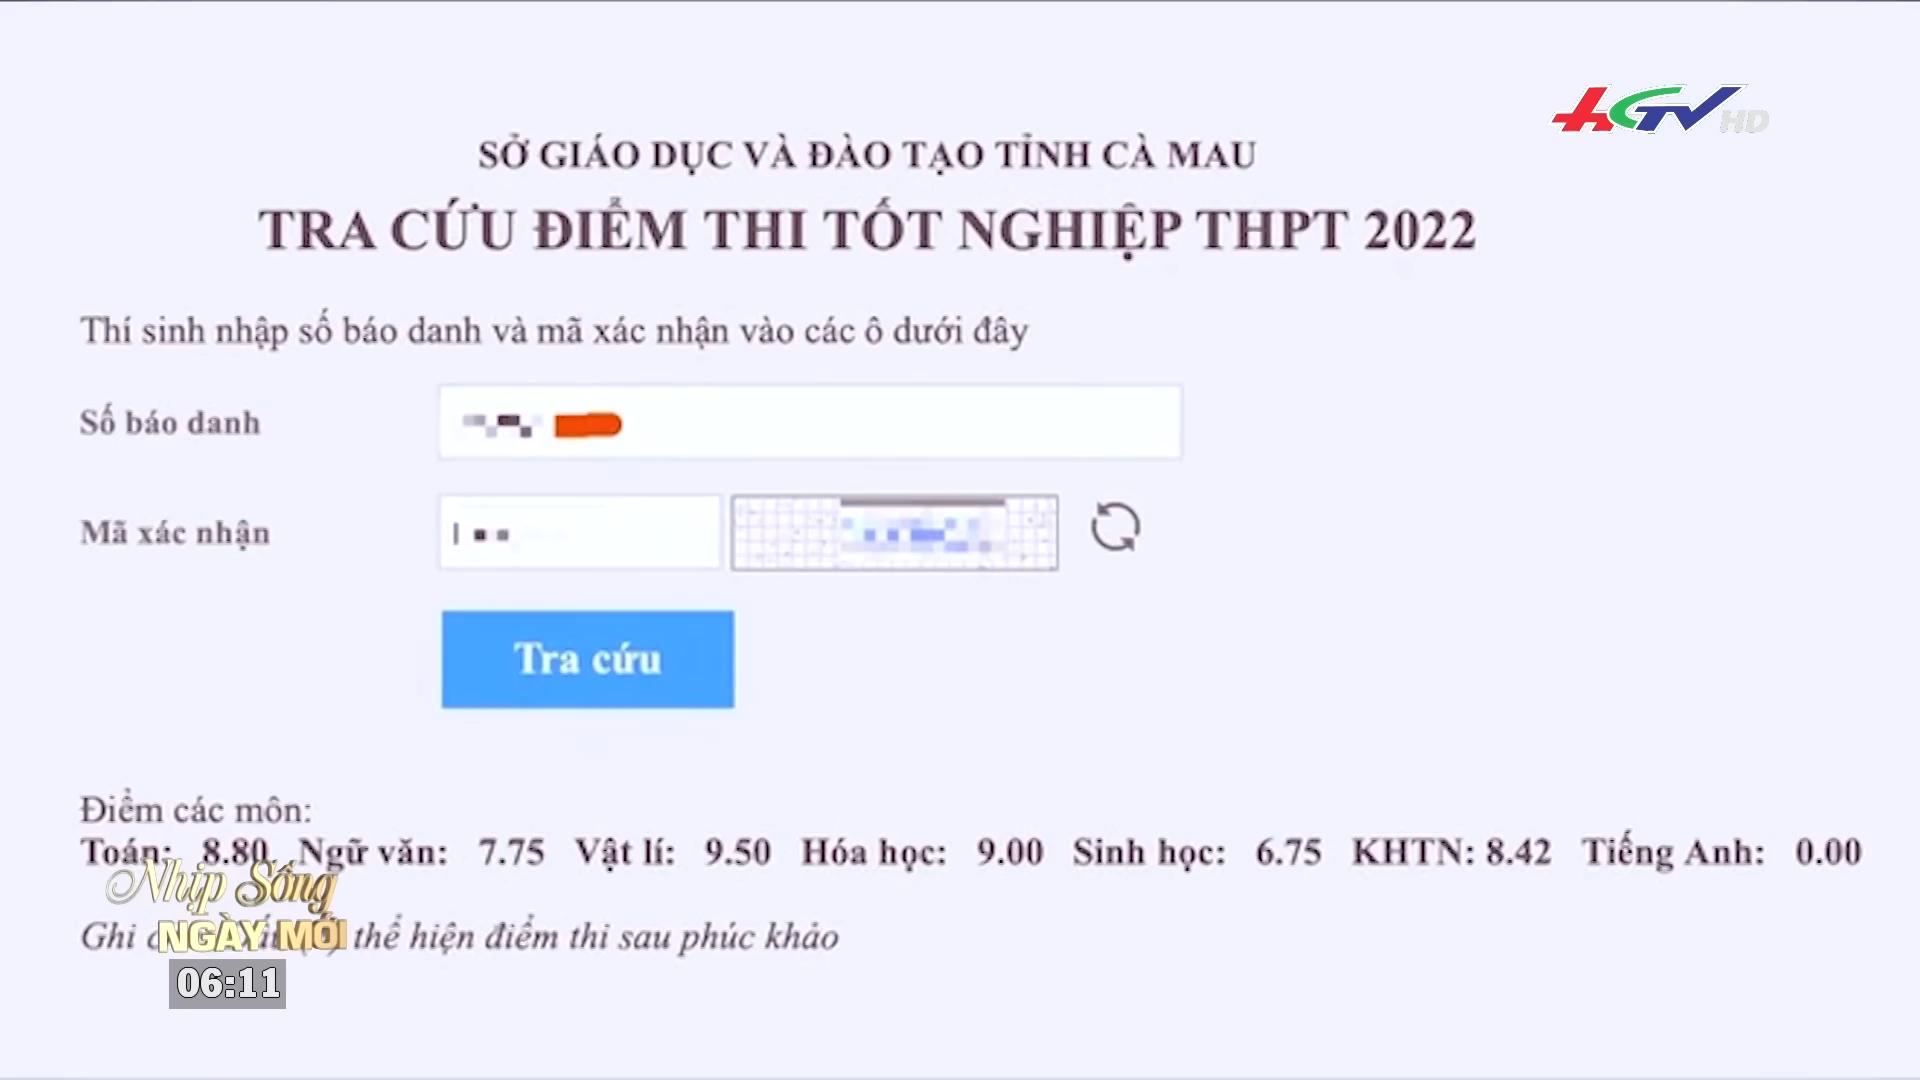 HGTV HD
SỞ GIÁO DỤC VÀ ĐÀO TẠO TỈNH CÀ MAU
TRA CỨU ĐIỂM THI TỐT NGHIỆP THPT 2022
Thí sinh nhập số báo danh và mã xác nhận vào các ô dưới đây
Số báo danh
Mã xác nhận
Tra cứu
Điểm các môn:
Toán: 8.80 Ngữ văn: 7.75 Vật lí: 9.50 Hóa học: 9.00 Sinh học: 6.75 KHTN: 8.42 Tiếng Anh: 0.00
Nhịp Sống
NGÀY MỚI
Ghi thể hiện điểm thi sau phúc khảo
06:11